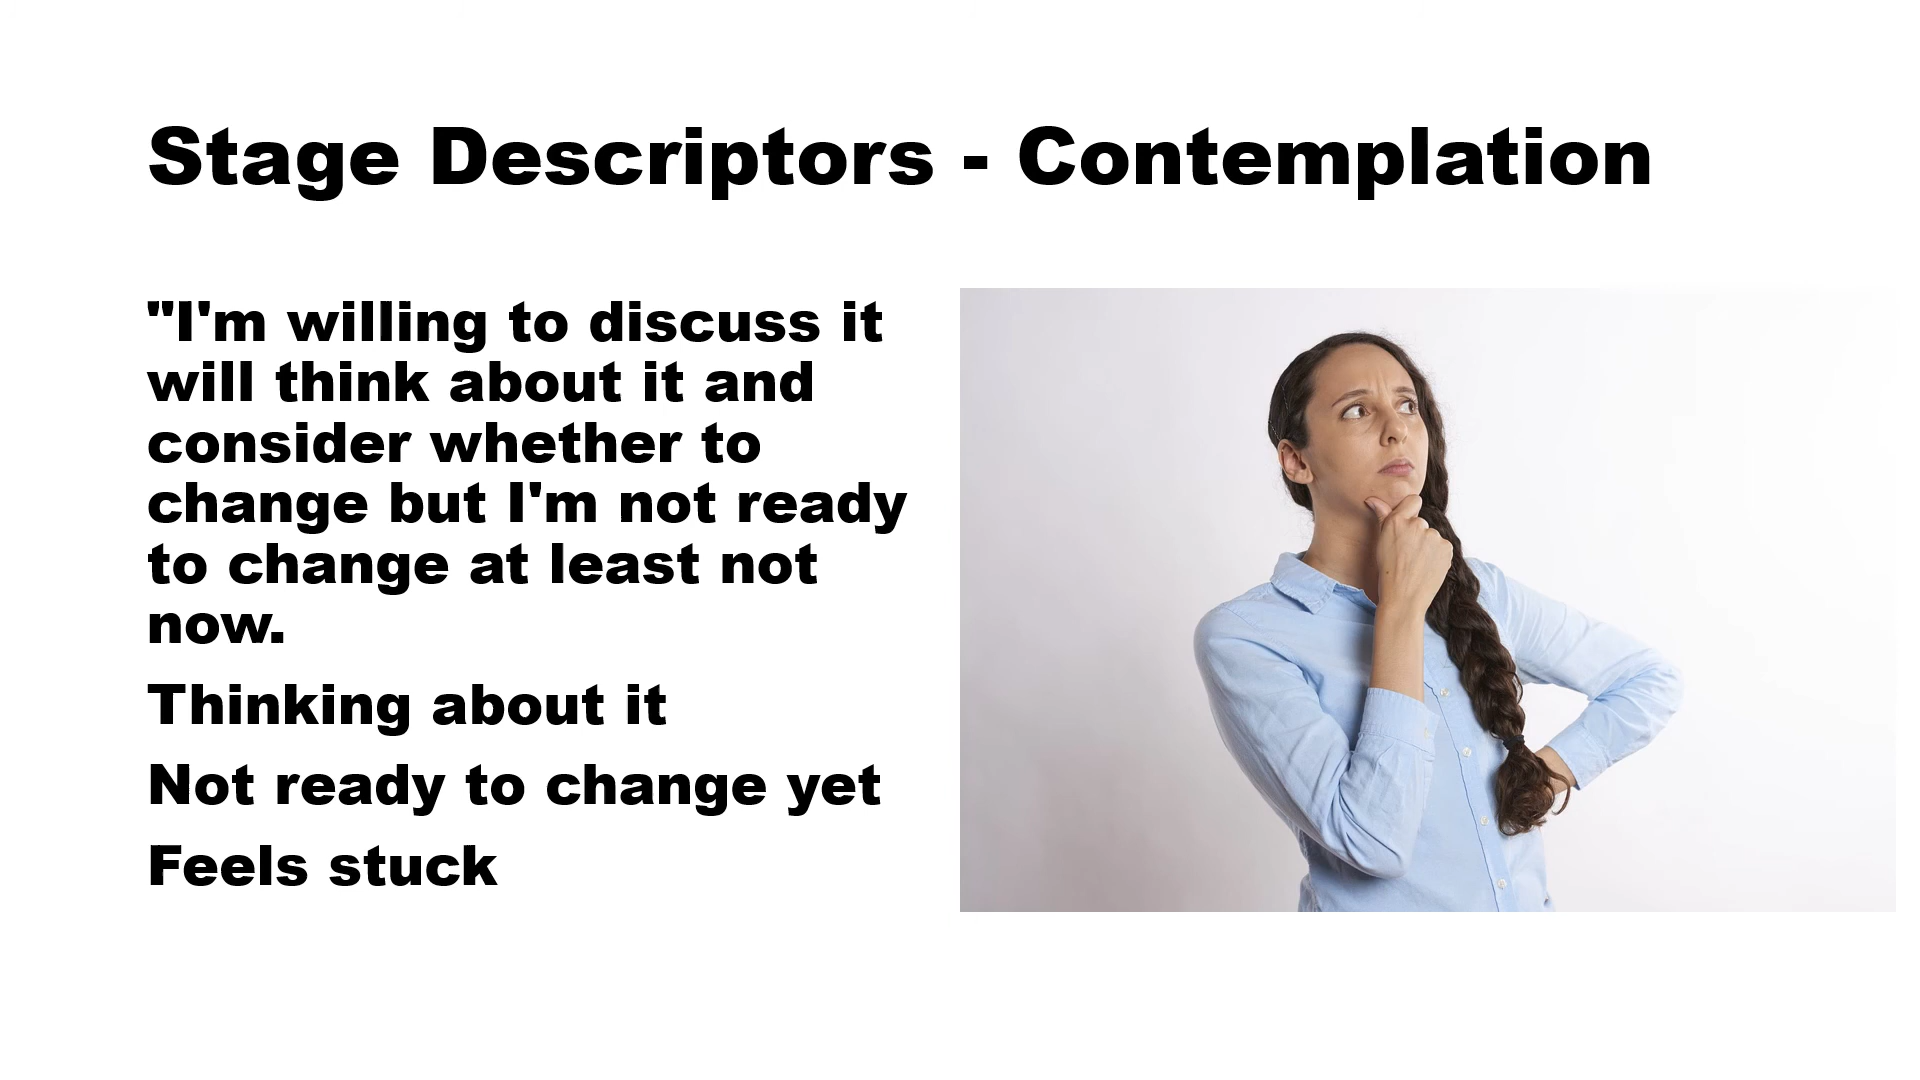 Stage Descriptors - Contemplation
"I'm willing to discuss it
will think about it and
consider whether to
change but I'm not ready
to change at least not
now.
Thinking about it
Not ready to change yet
Feels stuck